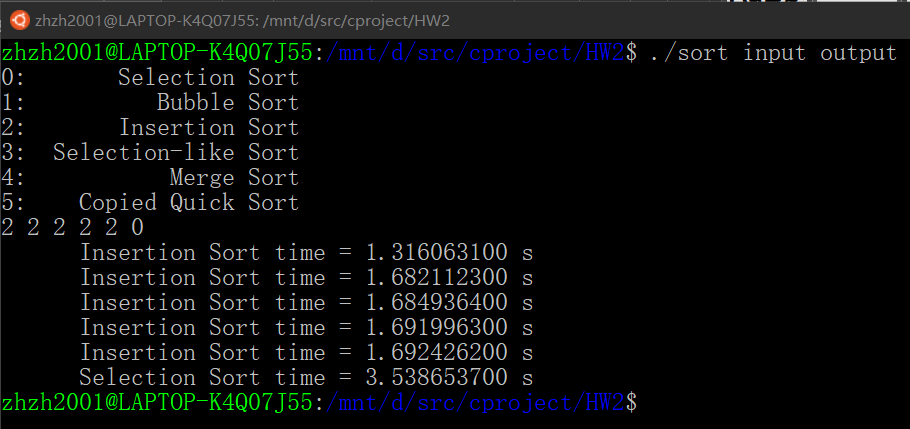 zhzh2001@LAPTOP-K4Q07J55: /mnt/d/src/cproject/HW2
zhzh2001@LAPTOP-K4Q07J55:/mnt/d/src/cproject/HW2$ ./sort input output
0:       Selection Sort
1:          Bubble Sort
2:       Insertion Sort
3:  Selection-like Sort
4:           Merge Sort
5:    Copied Quick Sort
2 2 2 2 2 0
      Insertion Sort time = 1.316063100 s
      Insertion Sort time = 1.682112300 s
      Insertion Sort time = 1.684936400 s
      Insertion Sort time = 1.691996300 s
      Insertion Sort time = 1.692426200 s
      Selection Sort time = 3.538653700 s
zhzh2001@LAPTOP-K4Q07J55:/mnt/d/src/cproject/HW2$